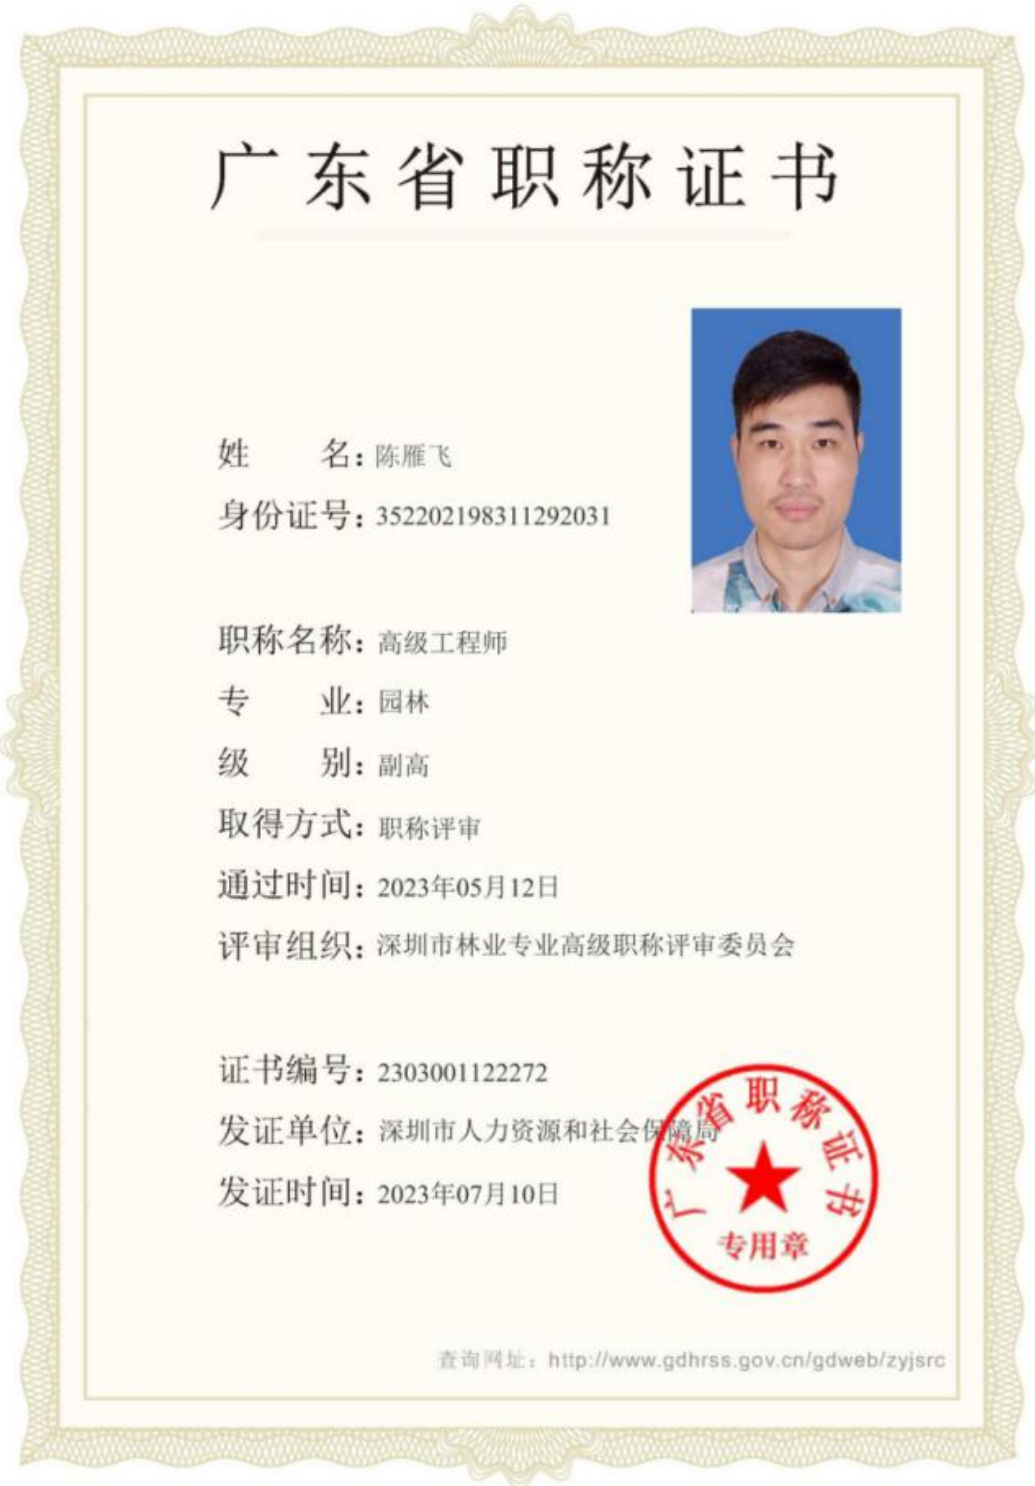 广东省职称证书
姓名：陈雁飞
身份证号：352202198311292031
职称名称：高级工程师
专业：园林
级别：副高
取得方式：职称评审
通过时间：2023年05月12日
评审组织：深圳市林业专业高级职称评审委员会
证书编号：2303001122272
发证单位：深圳市人力资源和社会保障局
发证时间：2023年07月10日
广东省职称证书
专用章
查询网址：http://www.gdhrss.gov.cn/gdweb/zyjsrc